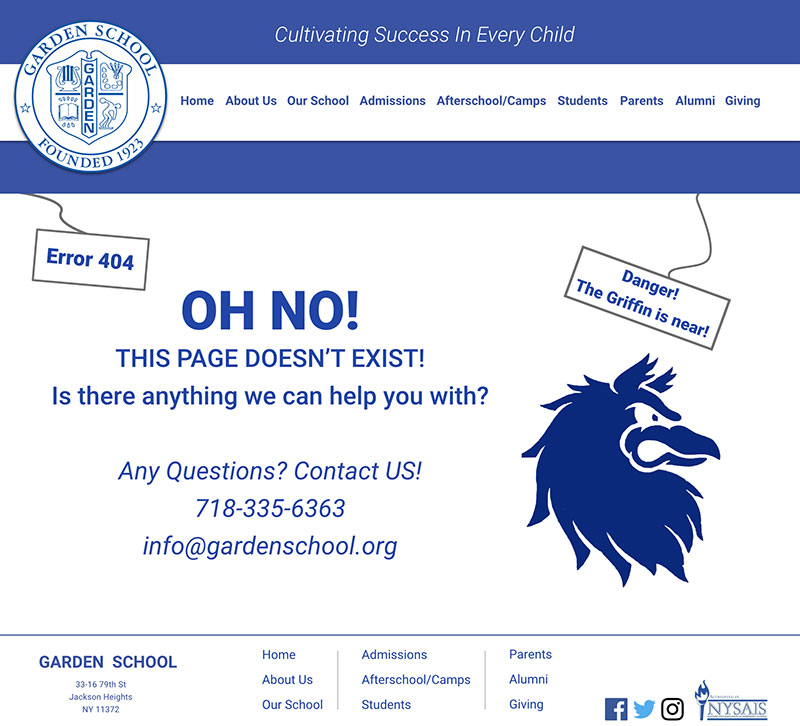 Cultivating Success In Every Child
GARDEN SCHOOL
GARDEN
FOUNDED 1923
Home About Us Our School Admissions Afterschool/Camps Students Parents Alumni Giving
Error 404
Danger!
The Griffin is near!
OH NO!
THIS PAGE DOESN’T EXIST!
Is there anything we can help you with?
Any Questions? Contact US!
718-335-6363
info@gardenschool.org
GARDEN SCHOOL
33-16 79th St
Jackson Heights
NY 11372
Home
About Us
Our School
Admissions
Afterschool/Camps
Students
Parents
Alumni
Giving
ACCREDITED BY
NYSAIS